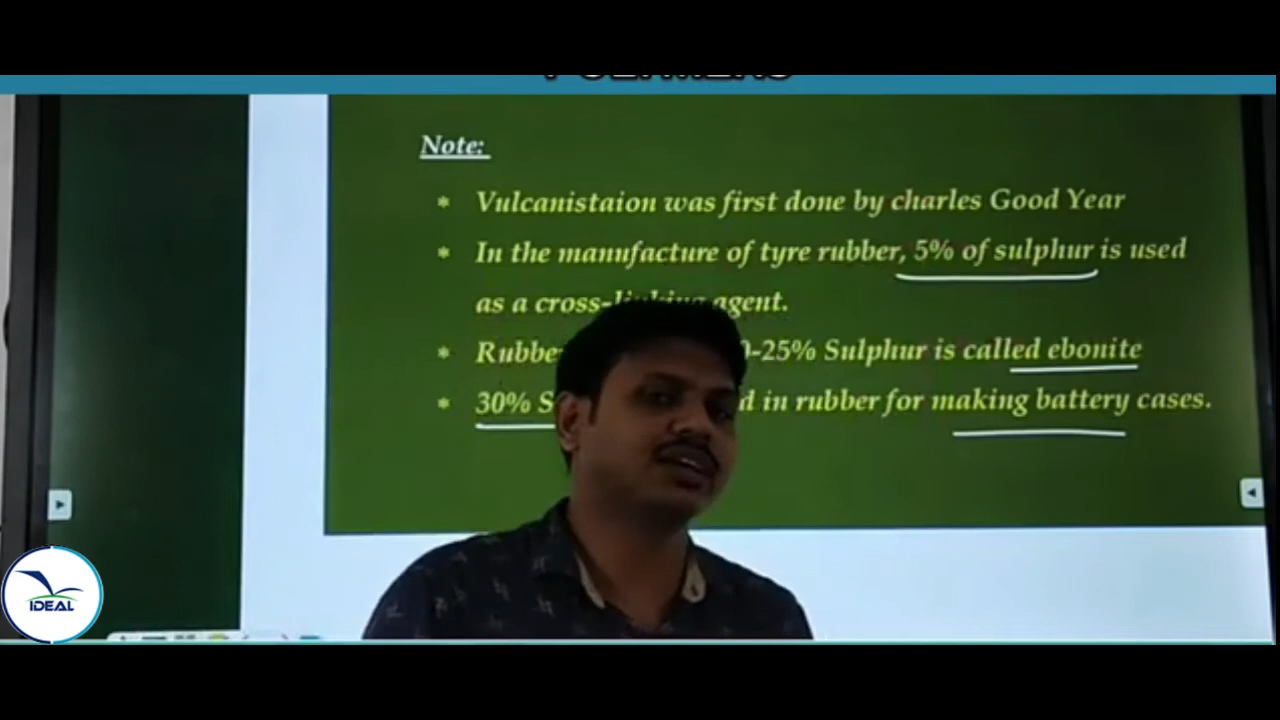 Note:
* Vulcanistaion was first done by charles Good Year
* In the manufacture of tyre rubber, 5% of sulphur is used
as a cross-linking agent.
* Rubber -25% Sulphur is called ebonite
* 30% in rubber for making battery cases.
IDEAL